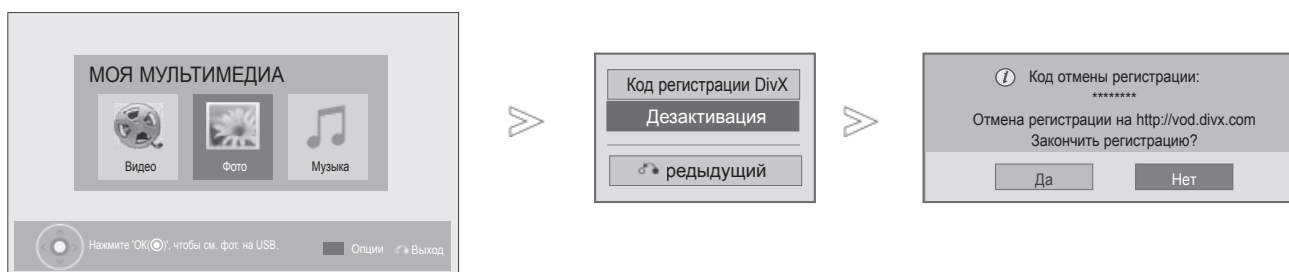 МОЯ МУЛЬТИМЕДИА
Видео
Фото
Музыка
Нажмите 'ОК(◉)', чтобы см. фот. на USB.
Опции
Выход
Код регистрации DivX
Дезактивация
редыдущий
Код отмены регистрации:
********
Отмена регистрации на http://vod.divx.com
Закончить регистрацию?
Да
Нет